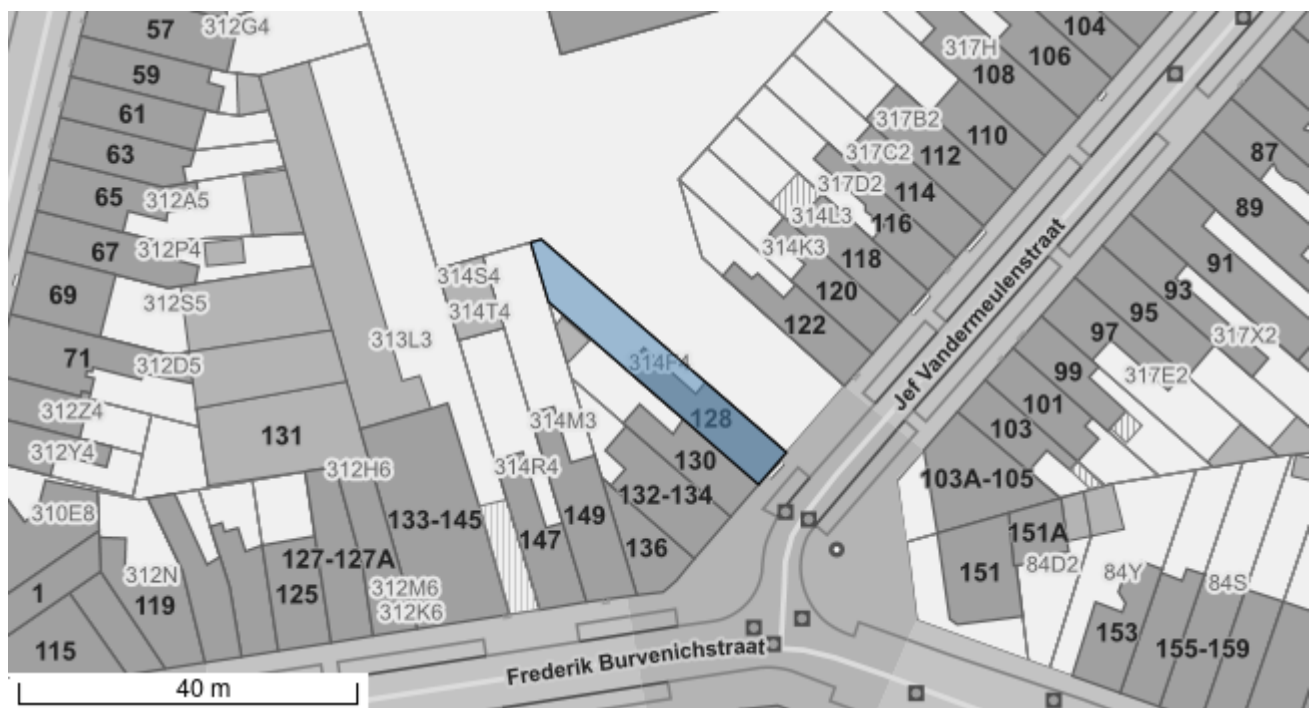 57
312G4
59
61
63
65
312A5
67
312P4
69
312S5
71
312D5
312Z4
312Y4
131
310E8
1
115
312N
119
125
127-127A
312H6
133-145
312M6
312K6
313L3
314S4
314T4
314M3
314R4
147
149
314F4
128
130
132-134
136
104
106
317H
108
317B2
110
317C2
112
317D2
114
314L3
116
314K3
118
120
122
Jef Vandermeulenstraat
87
89
91
93
95
317X2
97
317E2
99
101
103
103A-105
151A
151
84D2
84Y
84S
153
155-159
Frederik Burvenichstraat
40 m